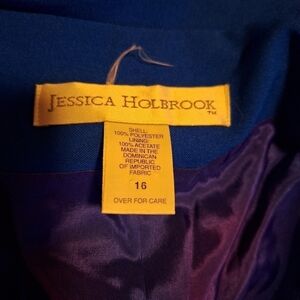 JESSICA HOLBROOK
TM
SHELL:
100% POLYESTER
LINING:
100% ACETATE
MADE IN THE
DOMINICAN
REPUBLIC
OF IMPORTED
FABRIC
16
OVER FOR CARE